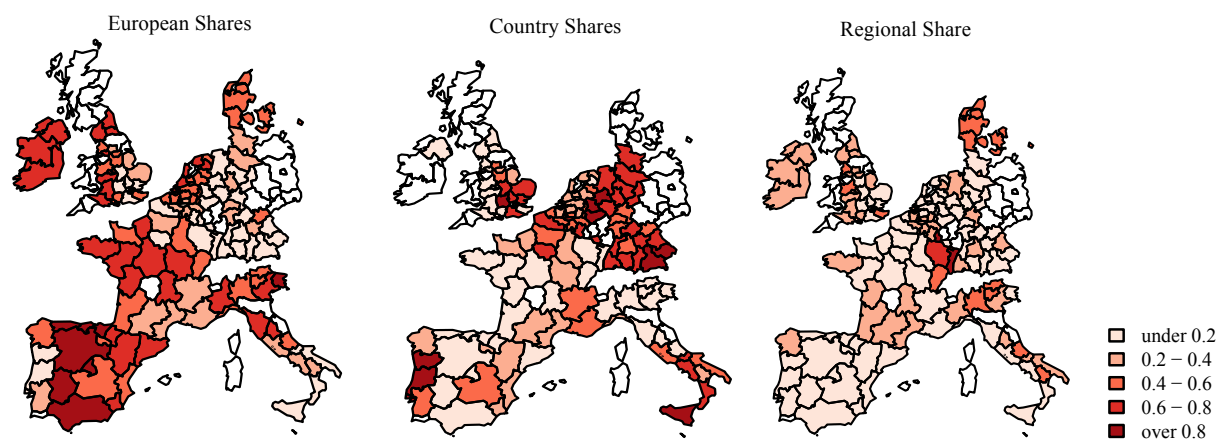 European Shares
Country Shares
Regional Share
under 0.2
0.2 − 0.4
0.4 − 0.6
0.6 − 0.8
over 0.8